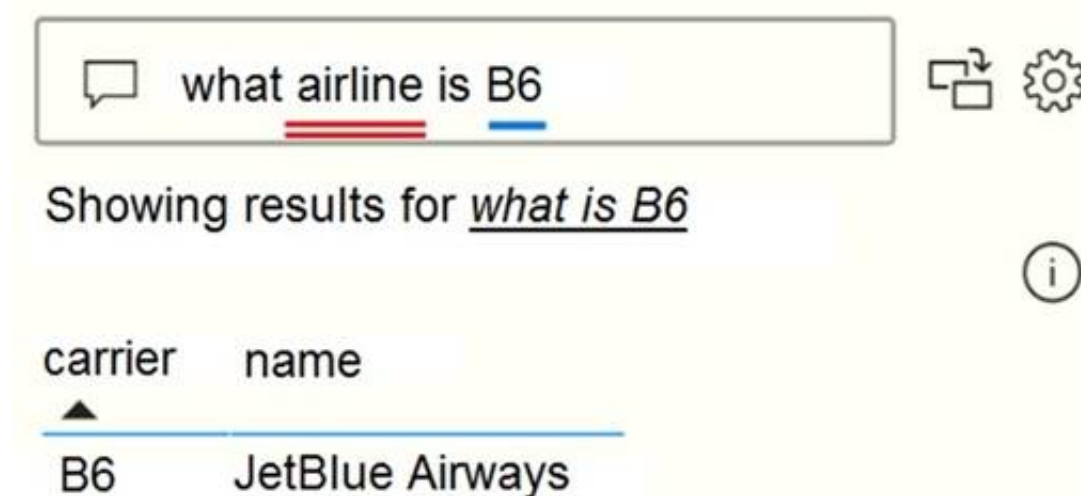 what airline is B6
Showing results for what is B6
i
carrier name
B6 JetBlue Airways